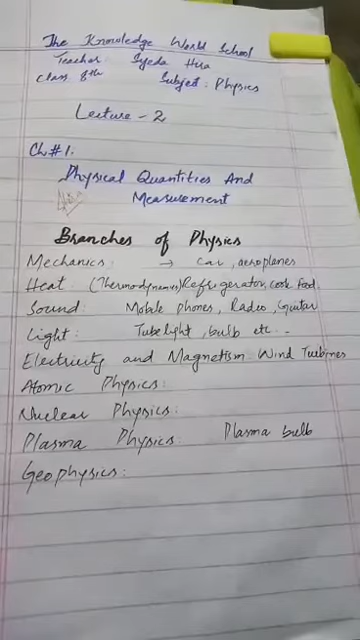 The Knowledge World School
Teacher: Syeda Hira
Class 8th Subject: Physics
Lecture - 2
Ch#1:
Physical Quantities And
Measurement
Branches of Physics
Mechanics: → car, aeroplanes
Heat: (Thermodynamics) Refrigerator, cook food.
Sound: Mobile phones, Radio, Guitar
Light: Tubelight, bulb etc..
Electricity and Magnetism Wind Turbines
Atomic Physics:
Nuclear Physics:
Plasma Physics: Plasma bulb
Geophysics: